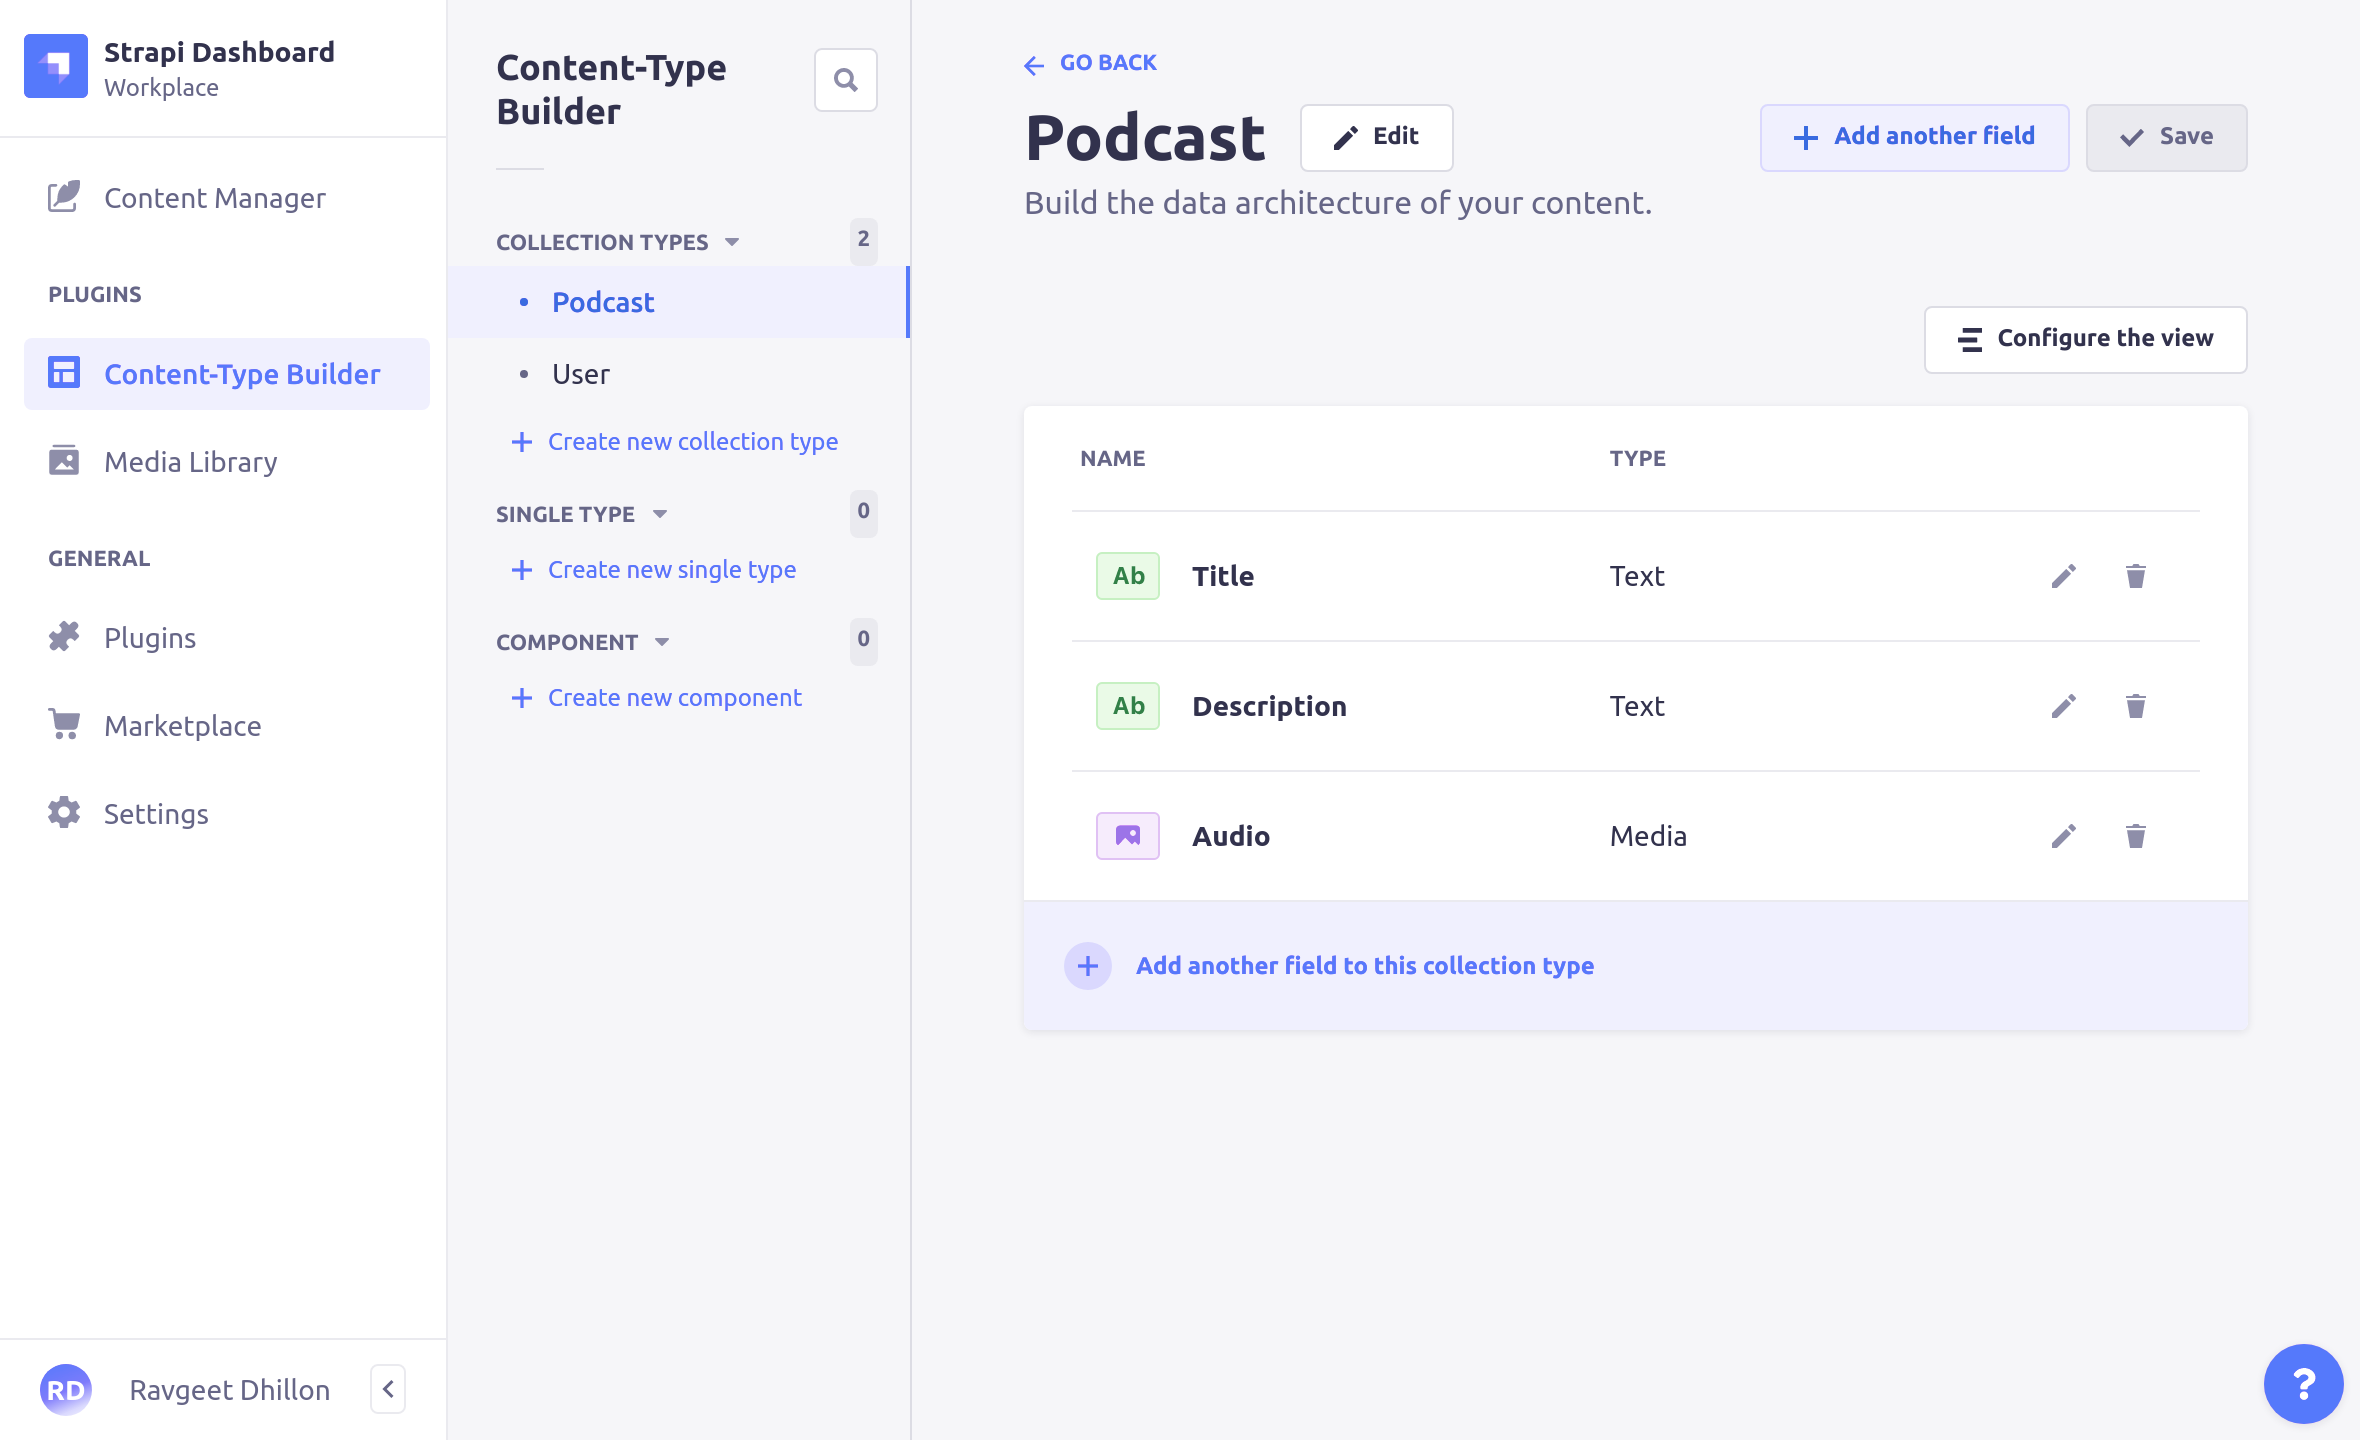 Strapi Dashboard
Workplace
Content Manager
PLUGINS
Content-Type Builder
Media Library
GENERAL
Plugins
Marketplace
Settings
RD
Ravgeet Dhillon
Content-Type
Builder
COLLECTION TYPES 2
Podcast
User
Create new collection type
SINGLE TYPE 0
Create new single type
COMPONENT 0
Create new component
GO BACK
Podcast Edit Add another field Save
Build the data architecture of your content.
Configure the view
NAME TYPE
Ab Title Text
Ab Description Text
Audio Media
Add another field to this collection type
?